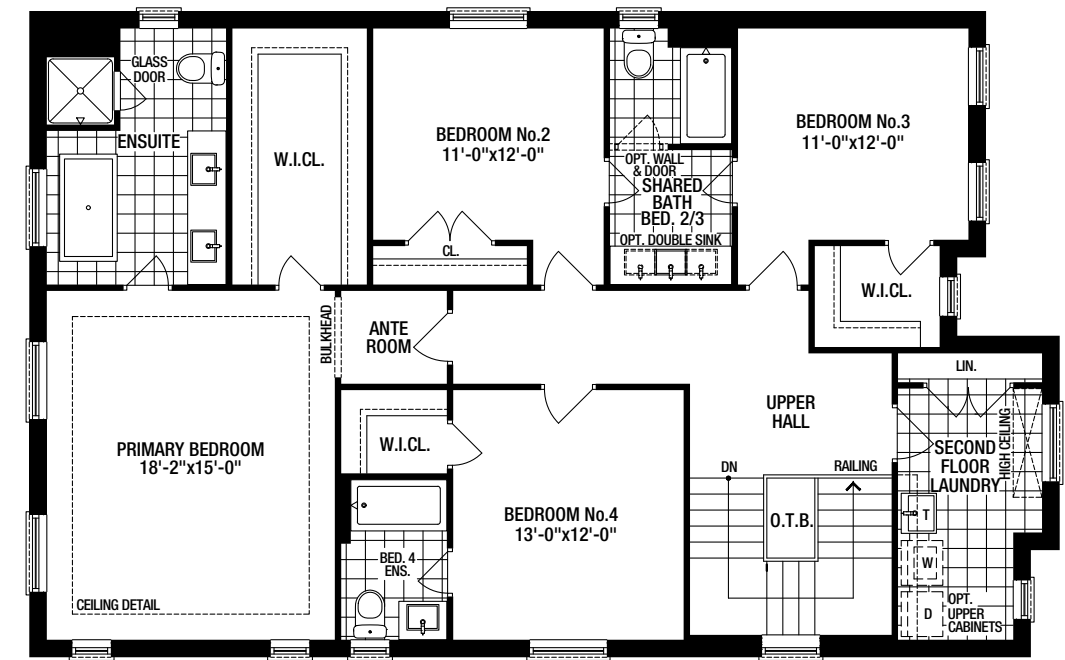 GLASS
DOOR
ENSUITE
W.I.CL.
BEDROOM No.2
11'-0"x12'-0"
CL.
OPT. WALL
& DOOR
SHARED
BATH
BED. 2/3
OPT. DOUBLE SINK
BEDROOM No.3
11'-0"x12'-0"
W.I.CL.
BULKHEAD
ANTE
ROOM
LIN.
PRIMARY BEDROOM
18'-2"x15'-0"
CEILING DETAIL
W.I.CL.
BED. 4
ENS.
BEDROOM No.4
13'-0"x12'-0"
UPPER
HALL
DN
RAILING
O.T.B.
HIGH CEILING
SECOND
FLOOR
LAUNDRY
T
W
D
OPT.
UPPER
CABINETS